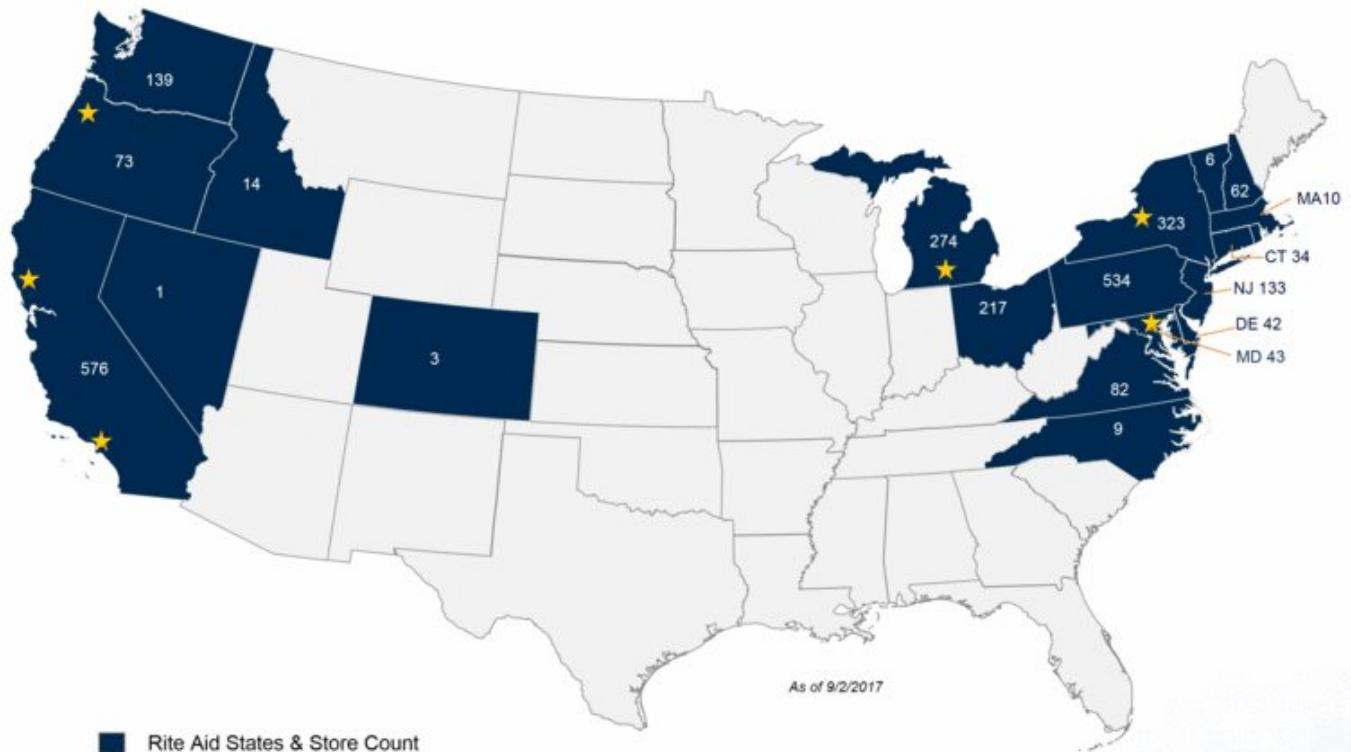 139
73
14
1
576
3
274
217
323
6
62
534
82
9
MA10
CT 34
NJ 133
DE 42
MD 43
As of 9/2/2017
Rite Aid States & Store Count